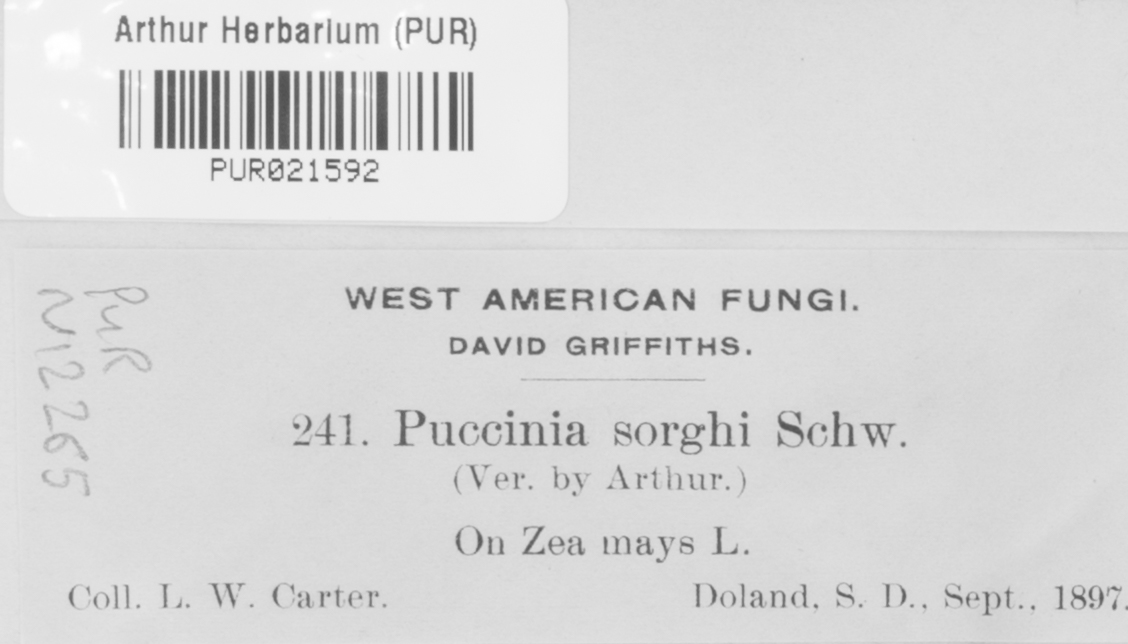 Arthur Herbarium (PUR)
PUR021592
PUR
N12265
WEST AMERICAN FUNGI.
DAVID GRIFFITHS.
241. Puccinia sorghi Schw.
(Ver. by Arthur.)
On Zea mays L.
Coll. L. W. Carter.
Doland, S. D., Sept., 1897.